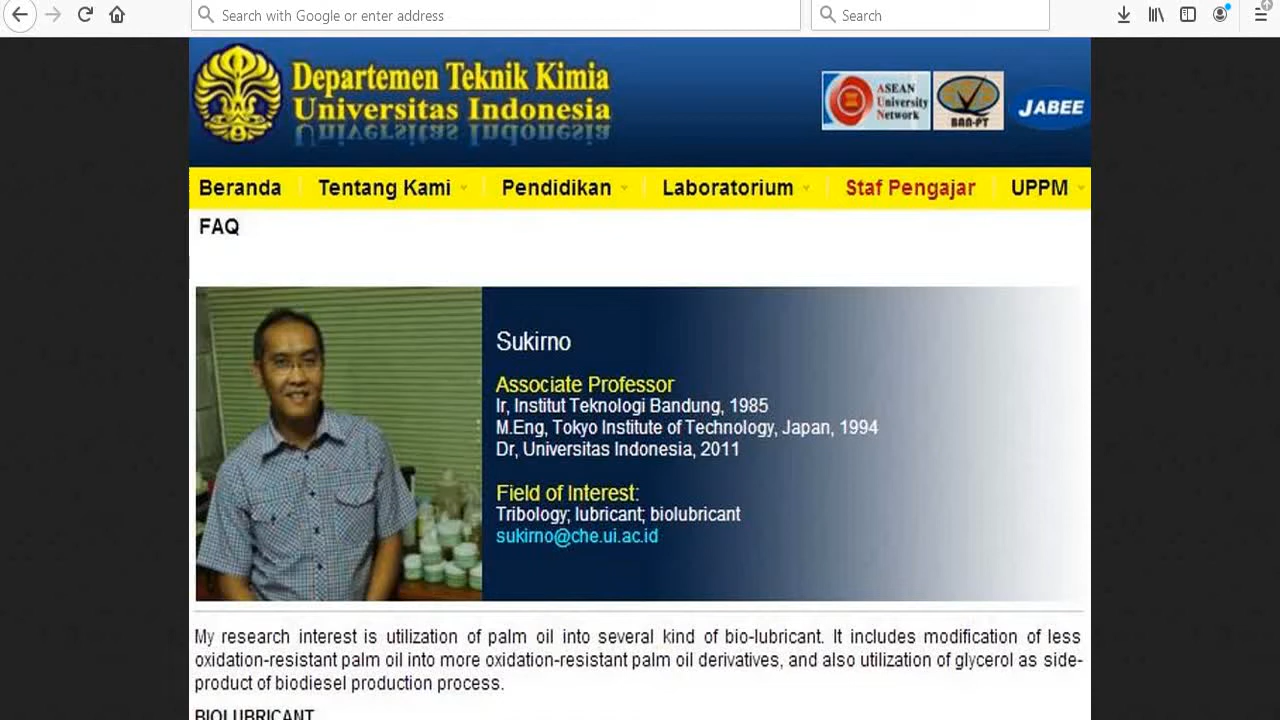 Search with Google or enter address
Search
Departemen Teknik Kimia
Universitas Indonesia
ASEAN
University
Network
BAN-PT
JABEE
Beranda
Tentang Kami
Pendidikan
Laboratorium
Staf Pengajar
UPPM
FAQ
Sukirno
Associate Professor
Ir, Institut Teknologi Bandung, 1985
M.Eng, Tokyo Institute of Technology, Japan, 1994
Dr, Universitas Indonesia, 2011
Field of Interest:
Tribology; lubricant; biolubricant
sukirno@che.ui.ac.id
My research interest is utilization of palm oil into several kind of bio-lubricant. It includes modification of less
oxidation-resistant palm oil into more oxidation-resistant palm oil derivatives, and also utilization of glycerol as side-
product of biodiesel production process.
BIOLUBRICANT